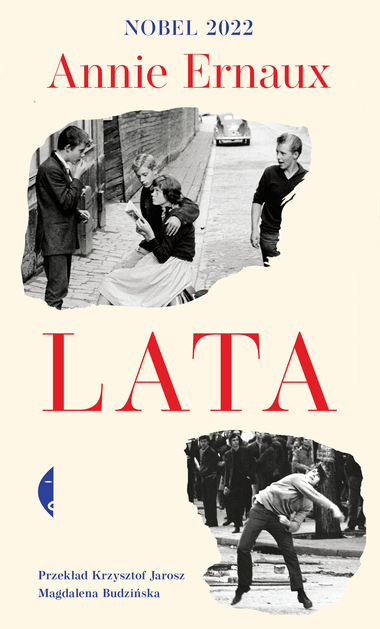 NOBEL 2022
Annie Ernaux
LATA
Przekład Krzysztof Jarosz
Magdalena Budzińska